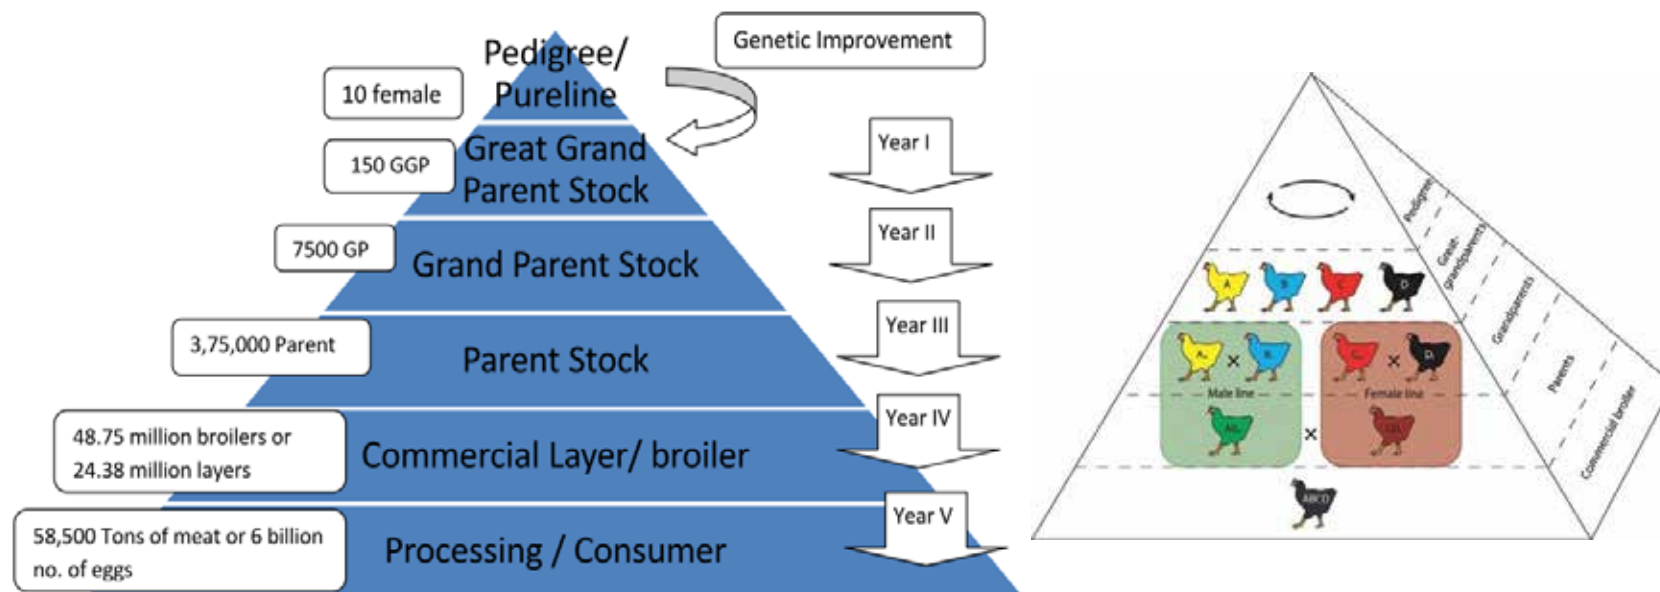 Pedigree/
Pureline
Genetic Improvement
10 female
Great Grand
Parent Stock
150 GGP
Year I
7500 GP
Grand Parent Stock
Year II
3,75,000 Parent
Parent Stock
Year III
48.75 million broilers or
24.38 million layers
Commercial Layer/ broiler
Year IV
58,500 Tons of meat or 6 billion
no. of eggs
Processing / Consumer
Year V
Pedigree
Great-
grandparents
Grandparents
Parents
Commercial broiler
A
B
C
D
×
×
Male line
Female line
×
ABCD